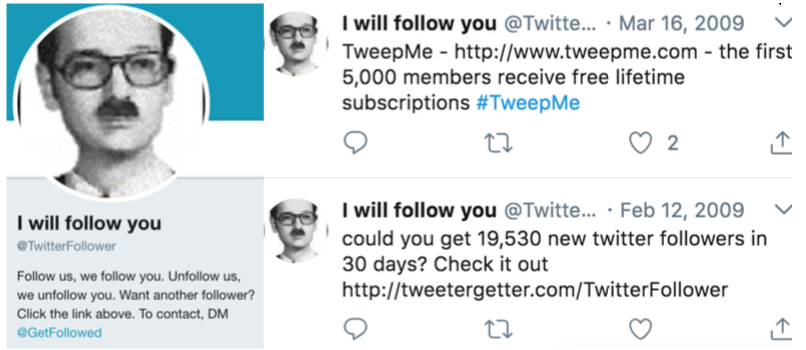 I will follow you
@TwitterFollower
Follow us, we follow you. Unfollow us,
we unfollow you. Want another follower?
Click the link above. To contact, DM
@GetFollowed
I will follow you @Twitte... · Mar 16, 2009
TweepMe - http://www.tweepme.com - the first
5,000 members receive free lifetime
subscriptions #TweepMe
2
I will follow you @Twitte... · Feb 12, 2009
could you get 19,530 new twitter followers in
30 days? Check it out
http://tweetergetter.com/TwitterFollower